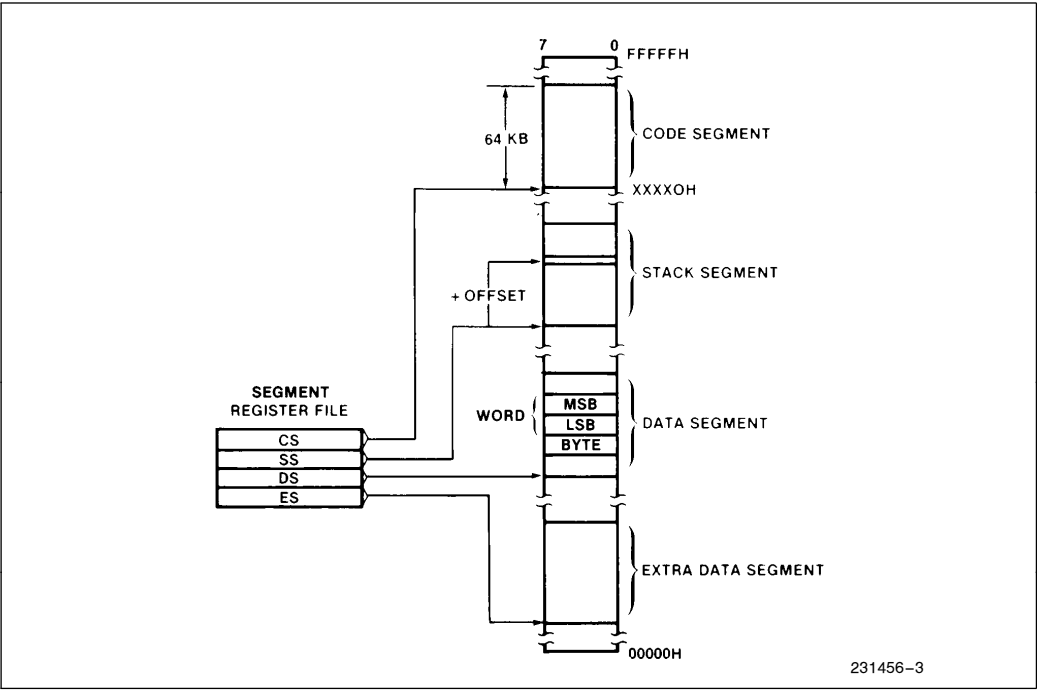 7 0
FFFFFH
64 KB
CODE SEGMENT
XXXXOH
STACK SEGMENT
+ OFFSET
SEGMENT
REGISTER FILE
CS
SS
DS
ES
WORD
MSB
LSB
BYTE
DATA SEGMENT
EXTRA DATA SEGMENT
00000H
231456–3